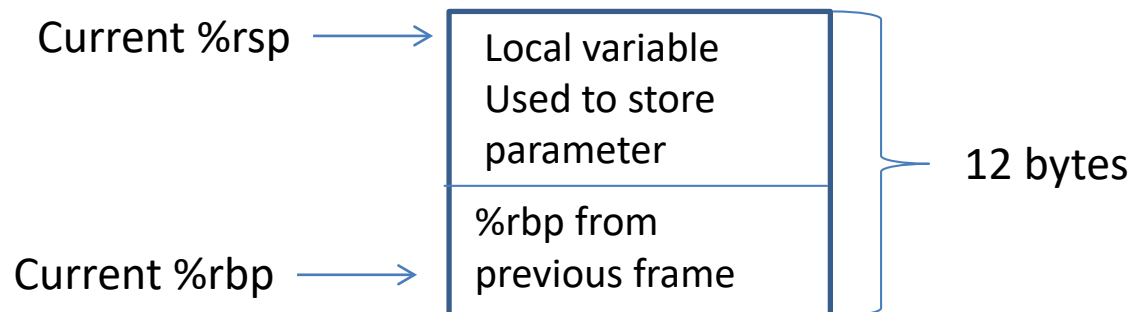 Current %rsp
Local variable
Used to store
parameter
12 bytes
%rbp from
previous frame
Current %rbp